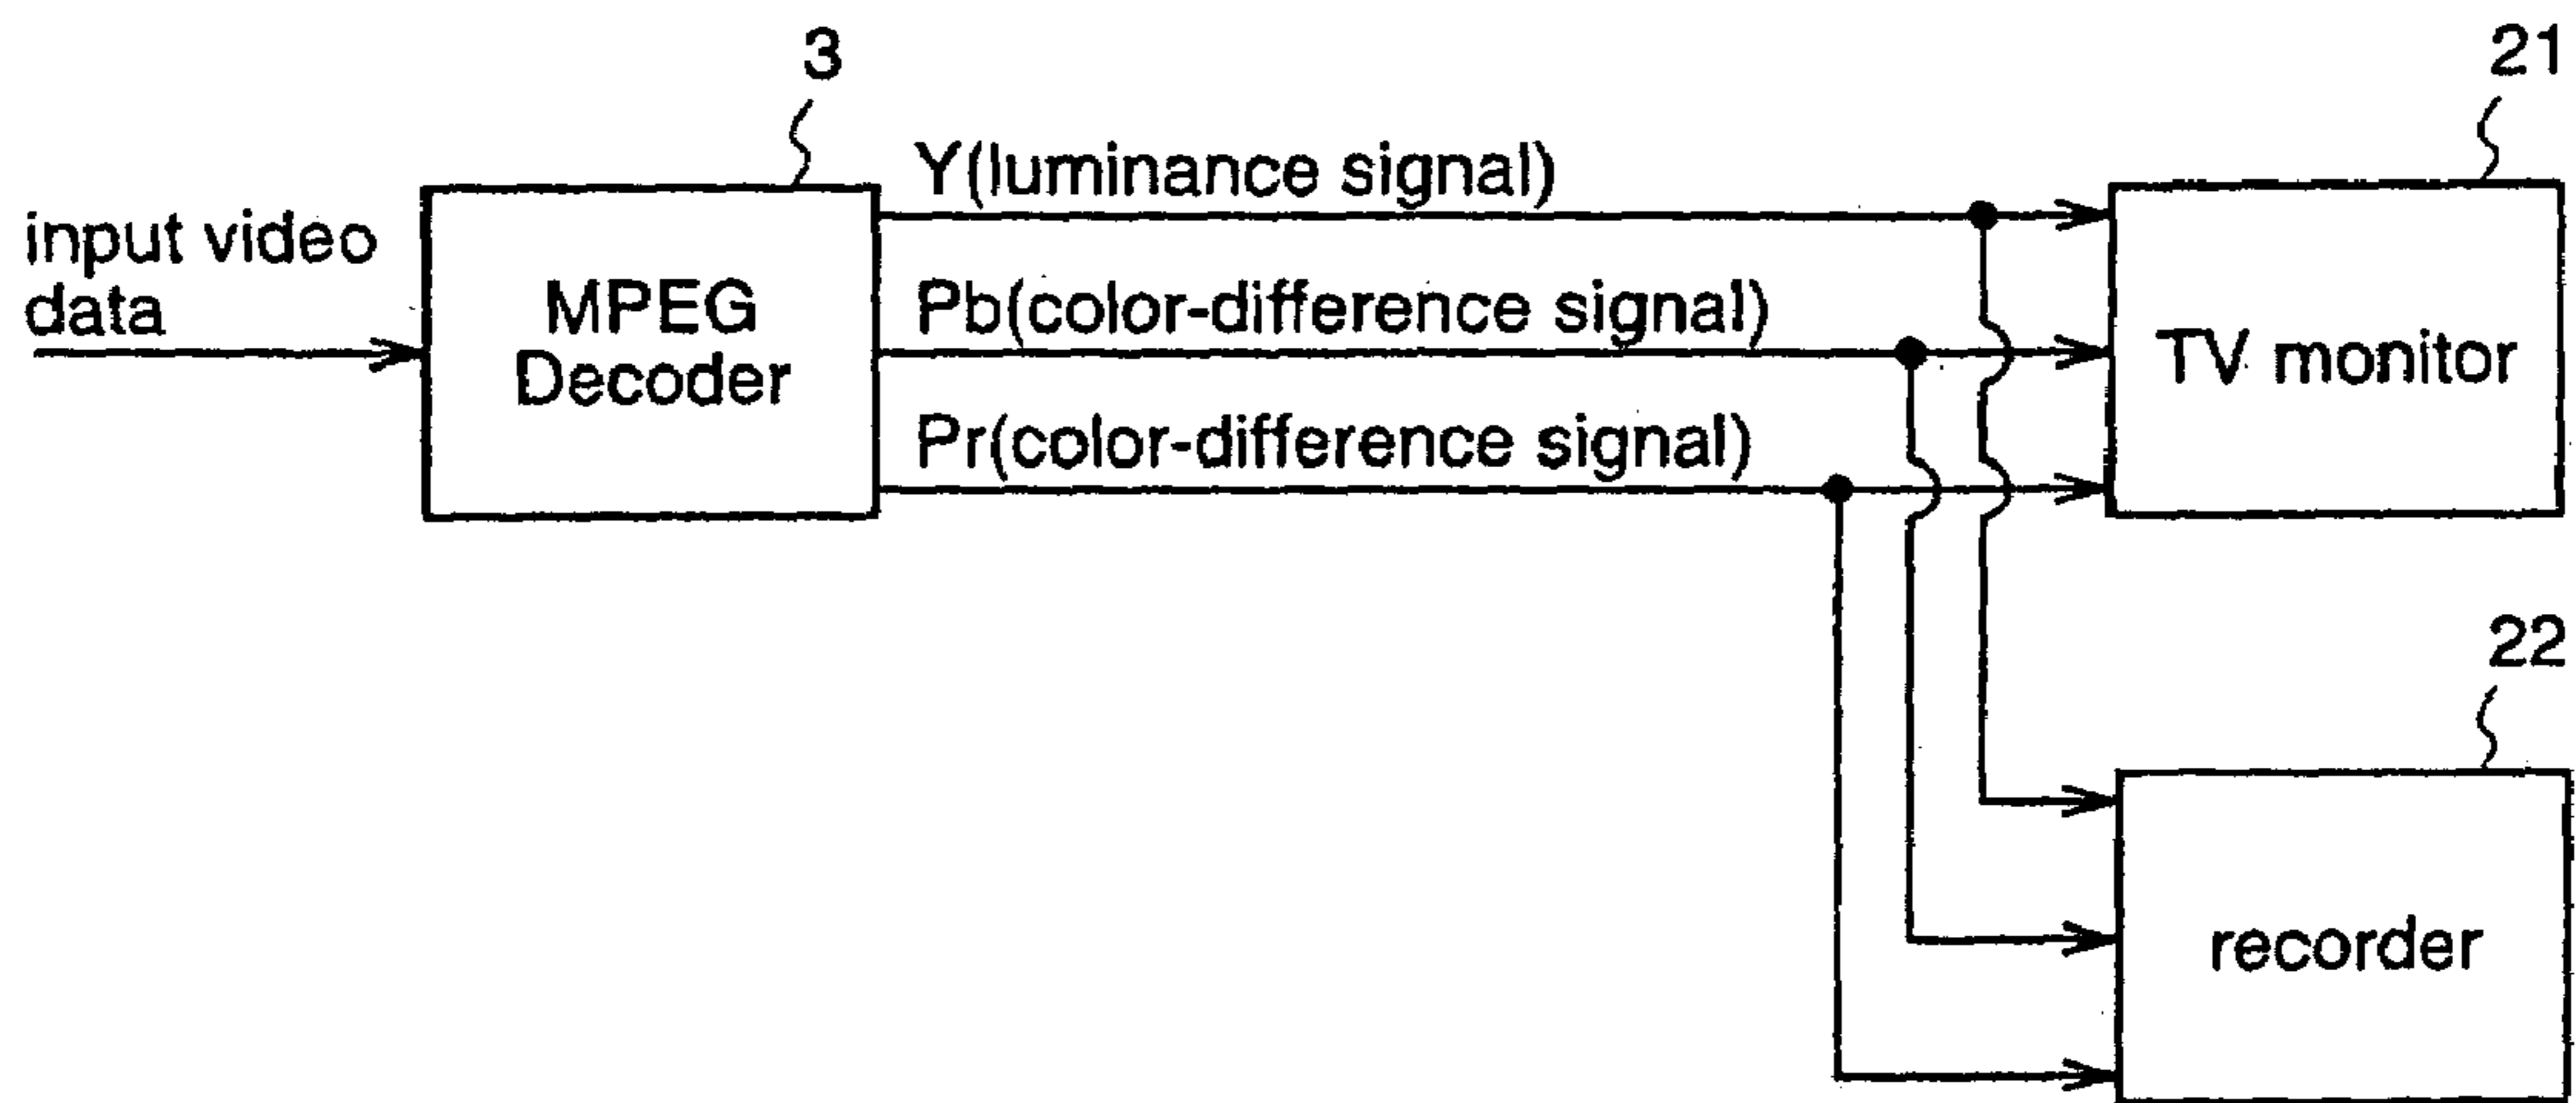 3
21
Y(luminance signal)
input video
data
MPEG
Decoder
Pb(color-difference signal)
TV monitor
Pr(color-difference signal)
22
recorder